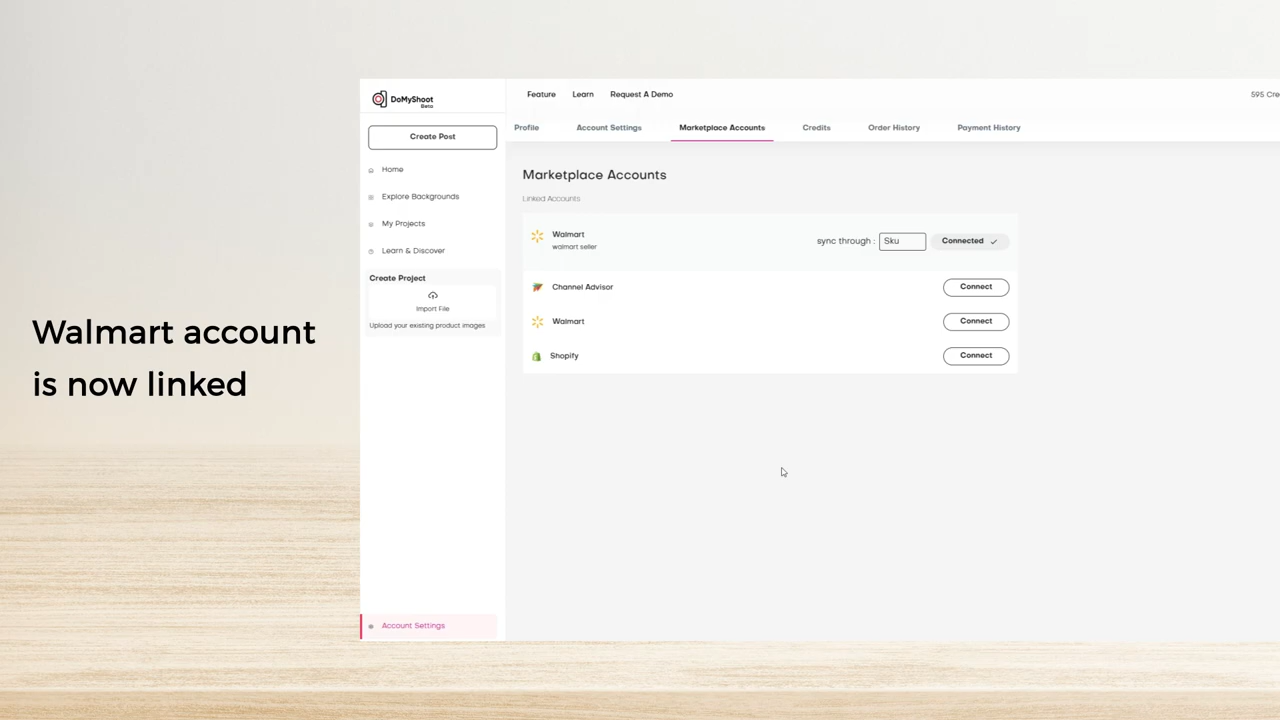 Walmart account
is now linked
DoMyShoot
Beta
Create Post
Home
Explore Backgrounds
My Projects
Learn & Discover
Create Project
Import File
Upload your existing product images
Account Settings
Feature Learn Request A Demo
595 Cre
Profile Account Settings Marketplace Accounts Credits Order History Payment History
Marketplace Accounts
Linked Accounts
Walmart
walmart seller
sync through : Sku Connected
Channel Advisor Connect
Walmart Connect
Shopify Connect